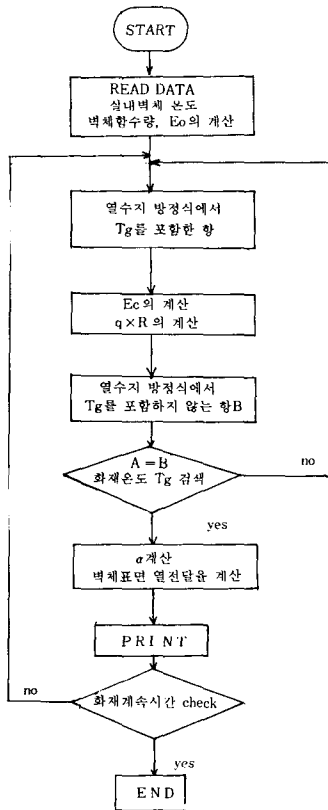 START
READ DATA
실내벽체 온도
벽체함수량, Eo의 계산
열수지 방정식에서
Tg를 포함한 항
Ec의 계산
q×R의 계산
열수지 방정식에서
Tg를 포함하지 않는 항B
A=B
화재온도 Tg 검색
no
yes
α계산
벽체표면 열전달율 계산
PRINT
no
화재계속시간 check
yes
END